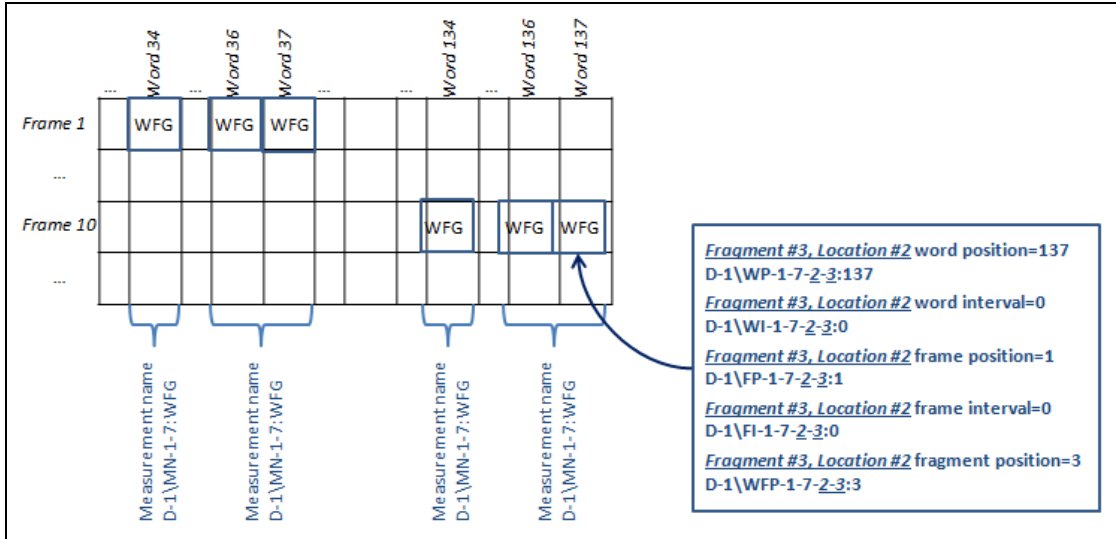 ... Word 34 ... Word 36 Word 37 ... ... Word 134 ... Word 136 Word 137
Frame 1 WFG WFG WFG
...
Frame 10 WFG WFG WFG
...
Measurement name
D-1\MN-1-7:WFG
Measurement name
D-1\MN-1-7:WFG
Measurement name
D-1\MN-1-7:WFG
Measurement name
D-1\MN-1-7:WFG
Fragment #3, Location #2 word position=137
D-1\WP-1-7-2-3:137
Fragment #3, Location #2 word interval=0
D-1\WI-1-7-2-3:0
Fragment #3, Location #2 frame position=1
D-1\FP-1-7-2-3:1
Fragment #3, Location #2 frame interval=0
D-1\FI-1-7-2-3:0
Fragment #3, Location #2 fragment position=3
D-1\WFP-1-7-2-3:3